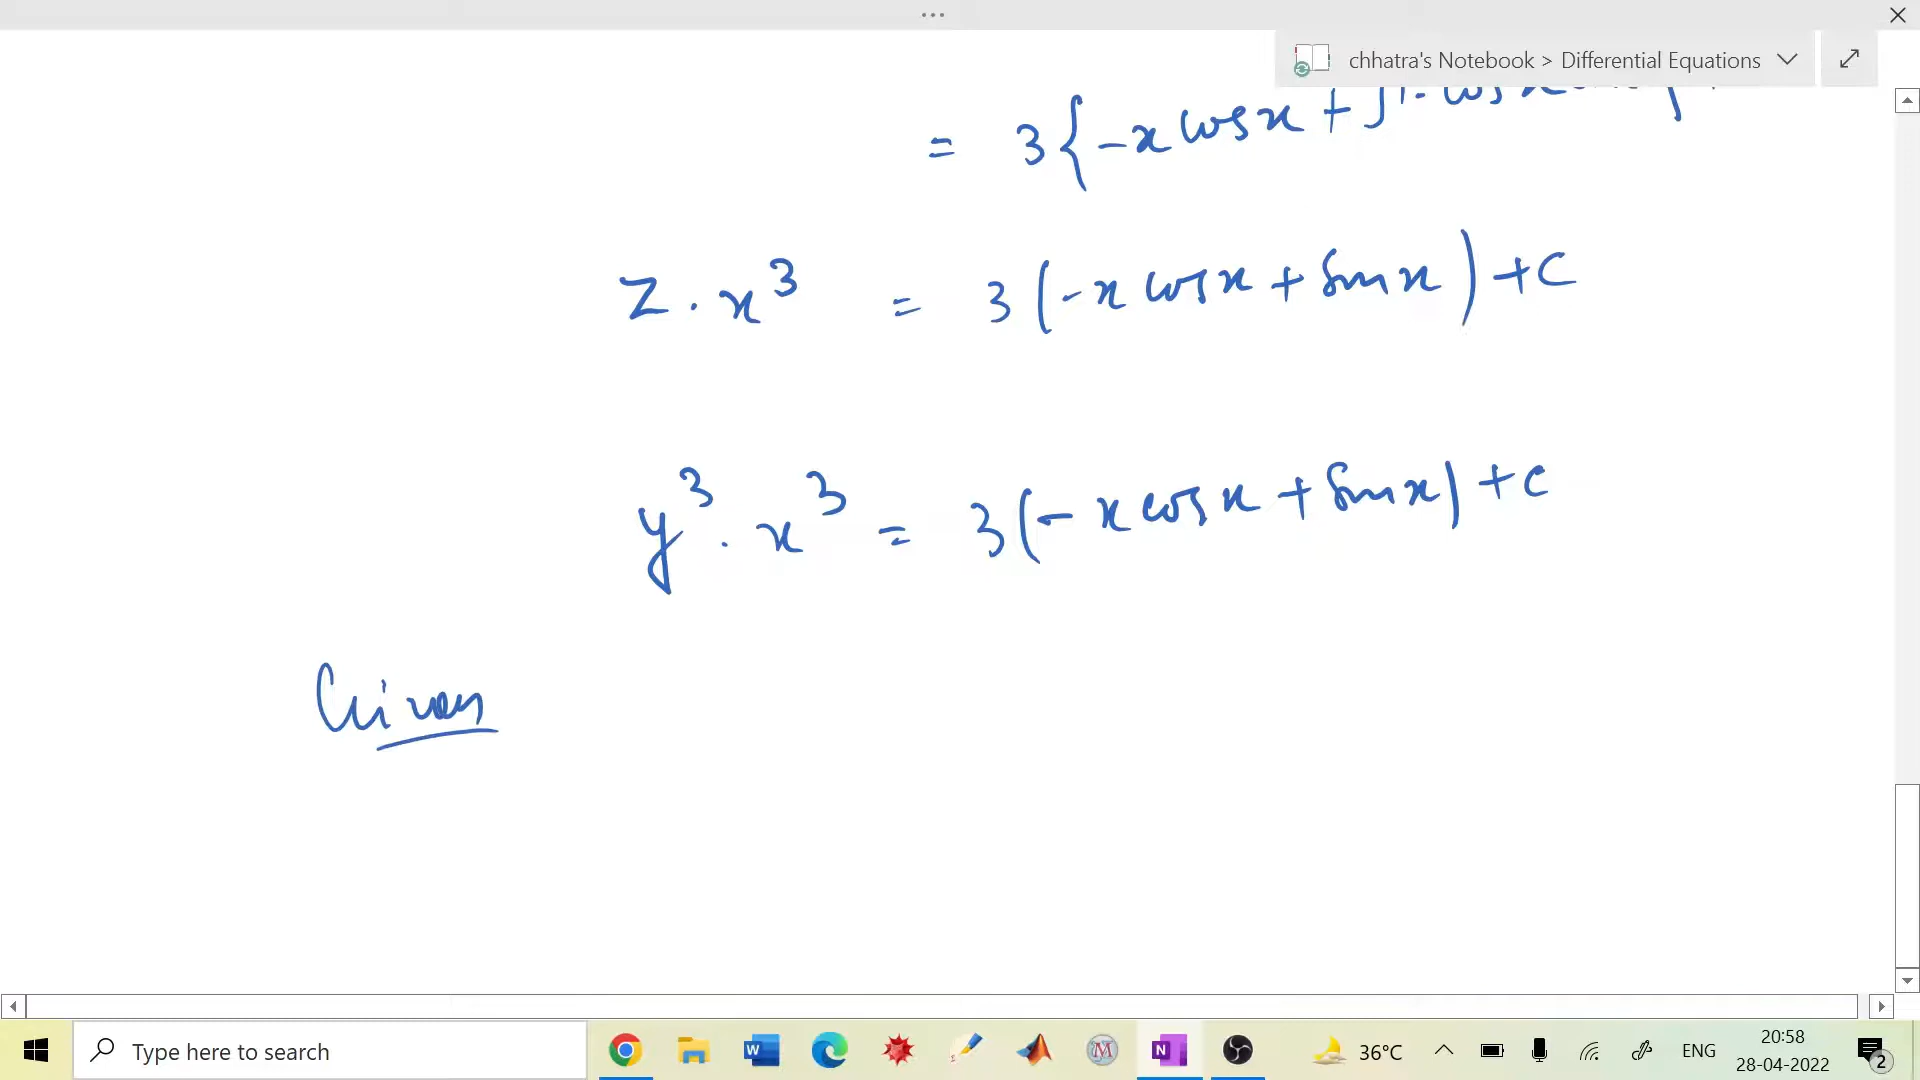 ...
chhatra's Notebook > Differential Equations
= 3{-x cos x + ∫1. cos x
z . x³ = 3(-x cos x + sin x) + c
y³ . x³ = 3(-x cos x + sin x) + c
Given
Type here to search
36°C
ENG
20:58
28-04-2022
2